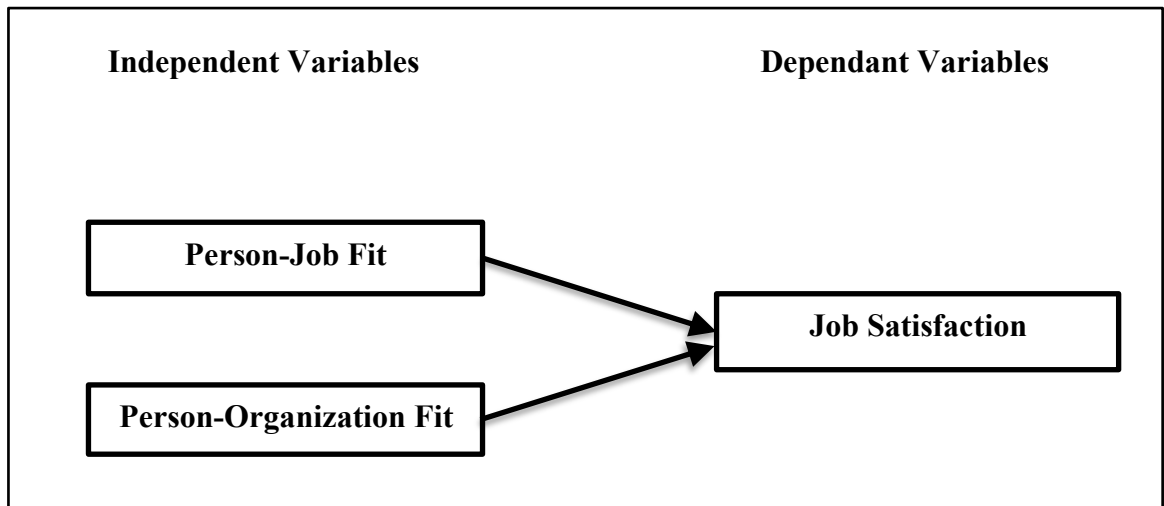 Independent Variables
Dependant Variables
Person-Job Fit
Job Satisfaction
Person-Organization Fit